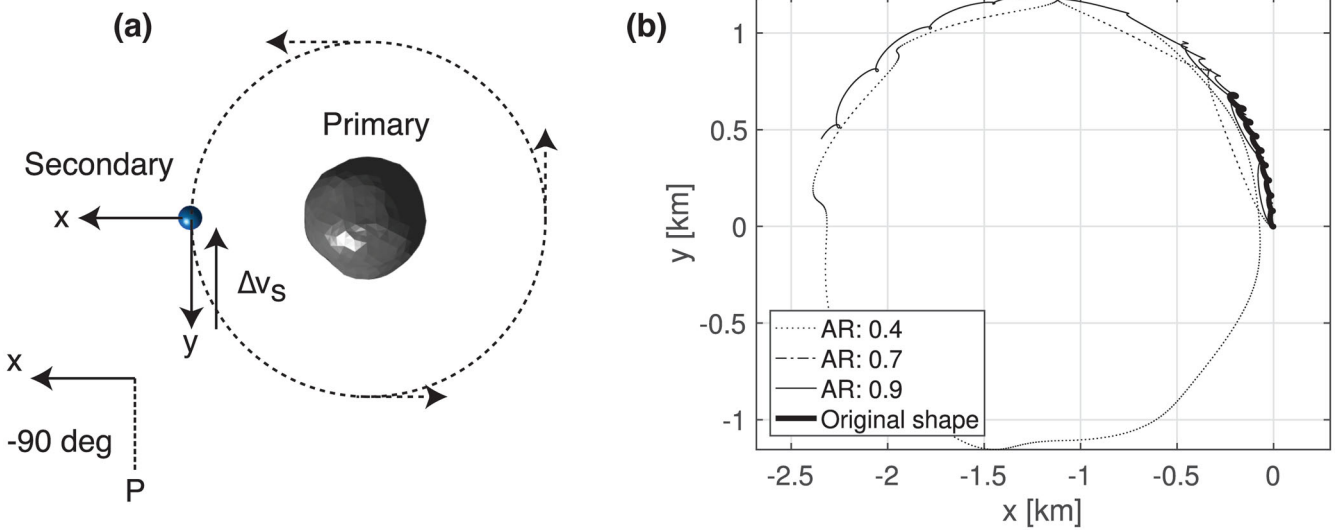 (a)
Primary
Secondary
x
Δvs
y
x
-90 deg
P
(b)
1
0.5
0
-0.5
-1
y [km]
AR: 0.4
AR: 0.7
AR: 0.9
Original shape
-2.5 -2 -1.5 -1 -0.5 0
x [km]